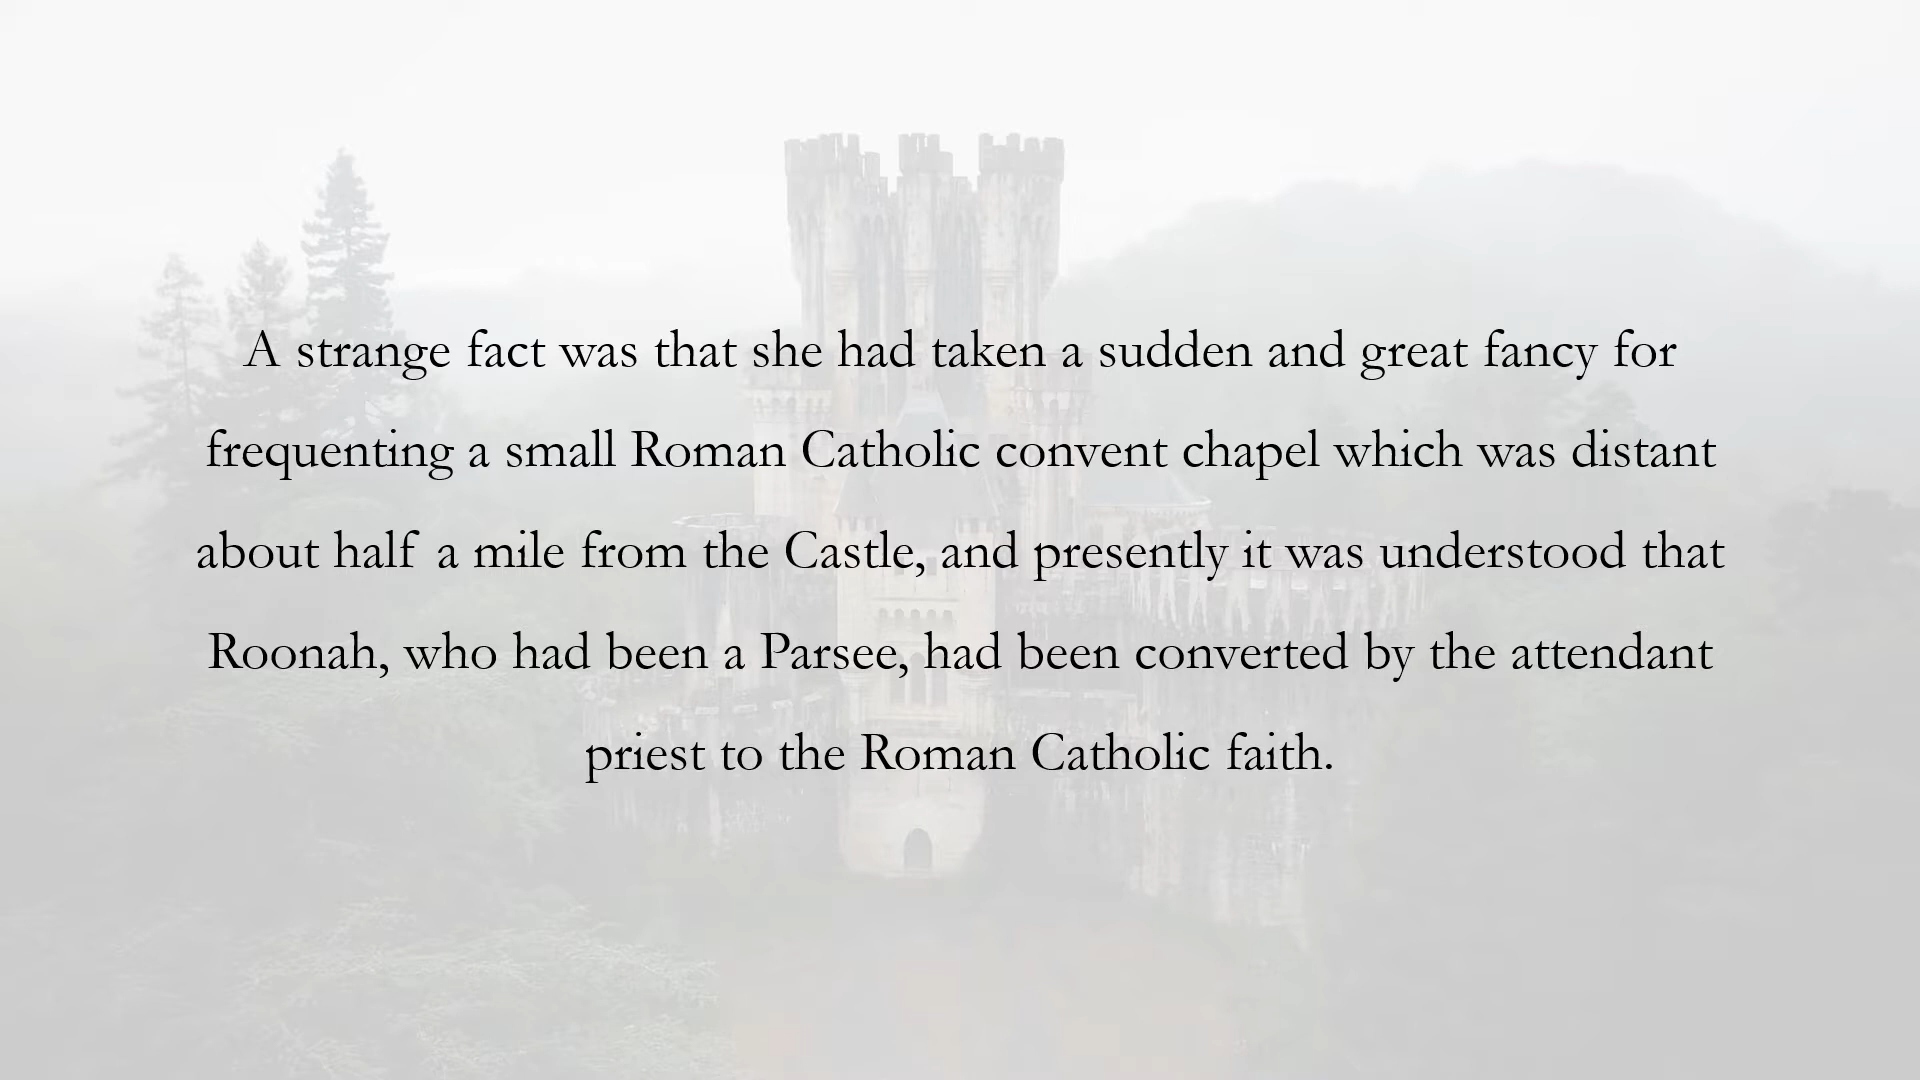 A strange fact was that she had taken a sudden and great fancy for
frequenting a small Roman Catholic convent chapel which was distant
about half a mile from the Castle, and presently it was understood that
Roonah, who had been a Parsee, had been converted by the attendant
priest to the Roman Catholic faith.